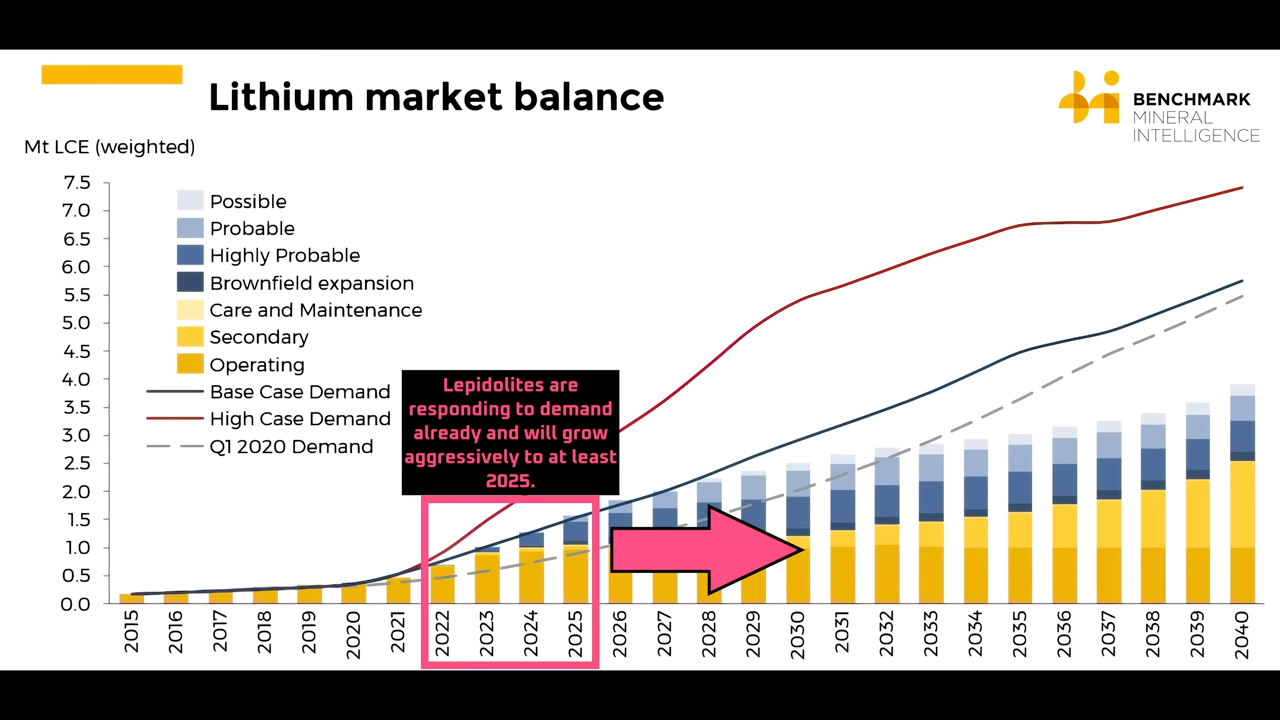 Lithium market balance
BENCHMARK
MINERAL
INTELLIGENCE
Mt LCE (weighted)
7.5
7.0
6.5
6.0
5.5
5.0
4.5
4.0
3.5
3.0
2.5
2.0
1.5
1.0
0.5
0.0
Possible
Probable
Highly Probable
Brownfield expansion
Care and Maintenance
Secondary
Operating
Base Case Demand
High Case Demand
Q1 2020 Demand
Lepidolites are
responding to demand
already and will grow
aggressively to at least
2025.
2015
2016
2017
2018
2019
2020
2021
2022
2023
2024
2025
2026
2027
2028
2029
2030
2031
2032
2033
2034
2035
2036
2037
2038
2039
2040